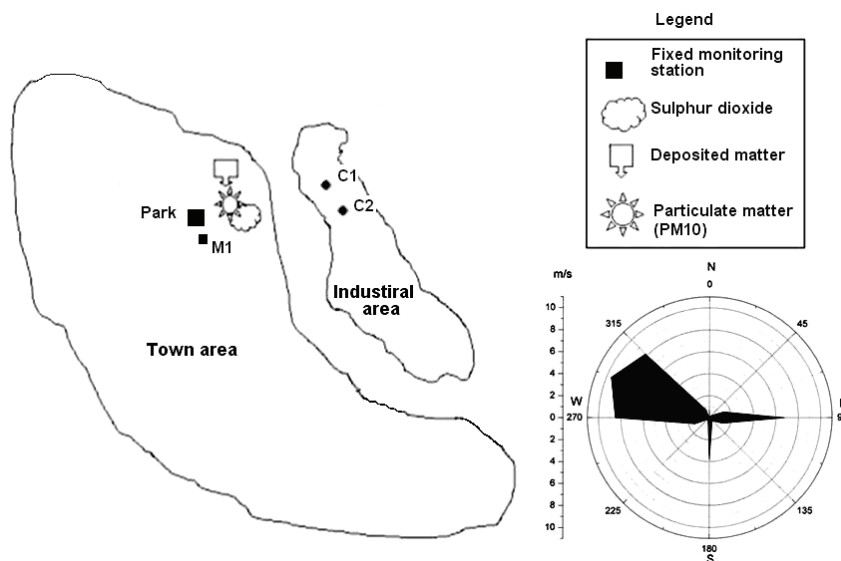 Legend
Fixed monitoring
station
Sulphur dioxide
Deposited matter
Particulate matter
(PM10)
C1
C2
Park
M1
Industiral
area
Town area
m/s
10
8
6
4
2
0
2
4
6
8
10
N
0
45
9
135
180
S
225
W
270
315